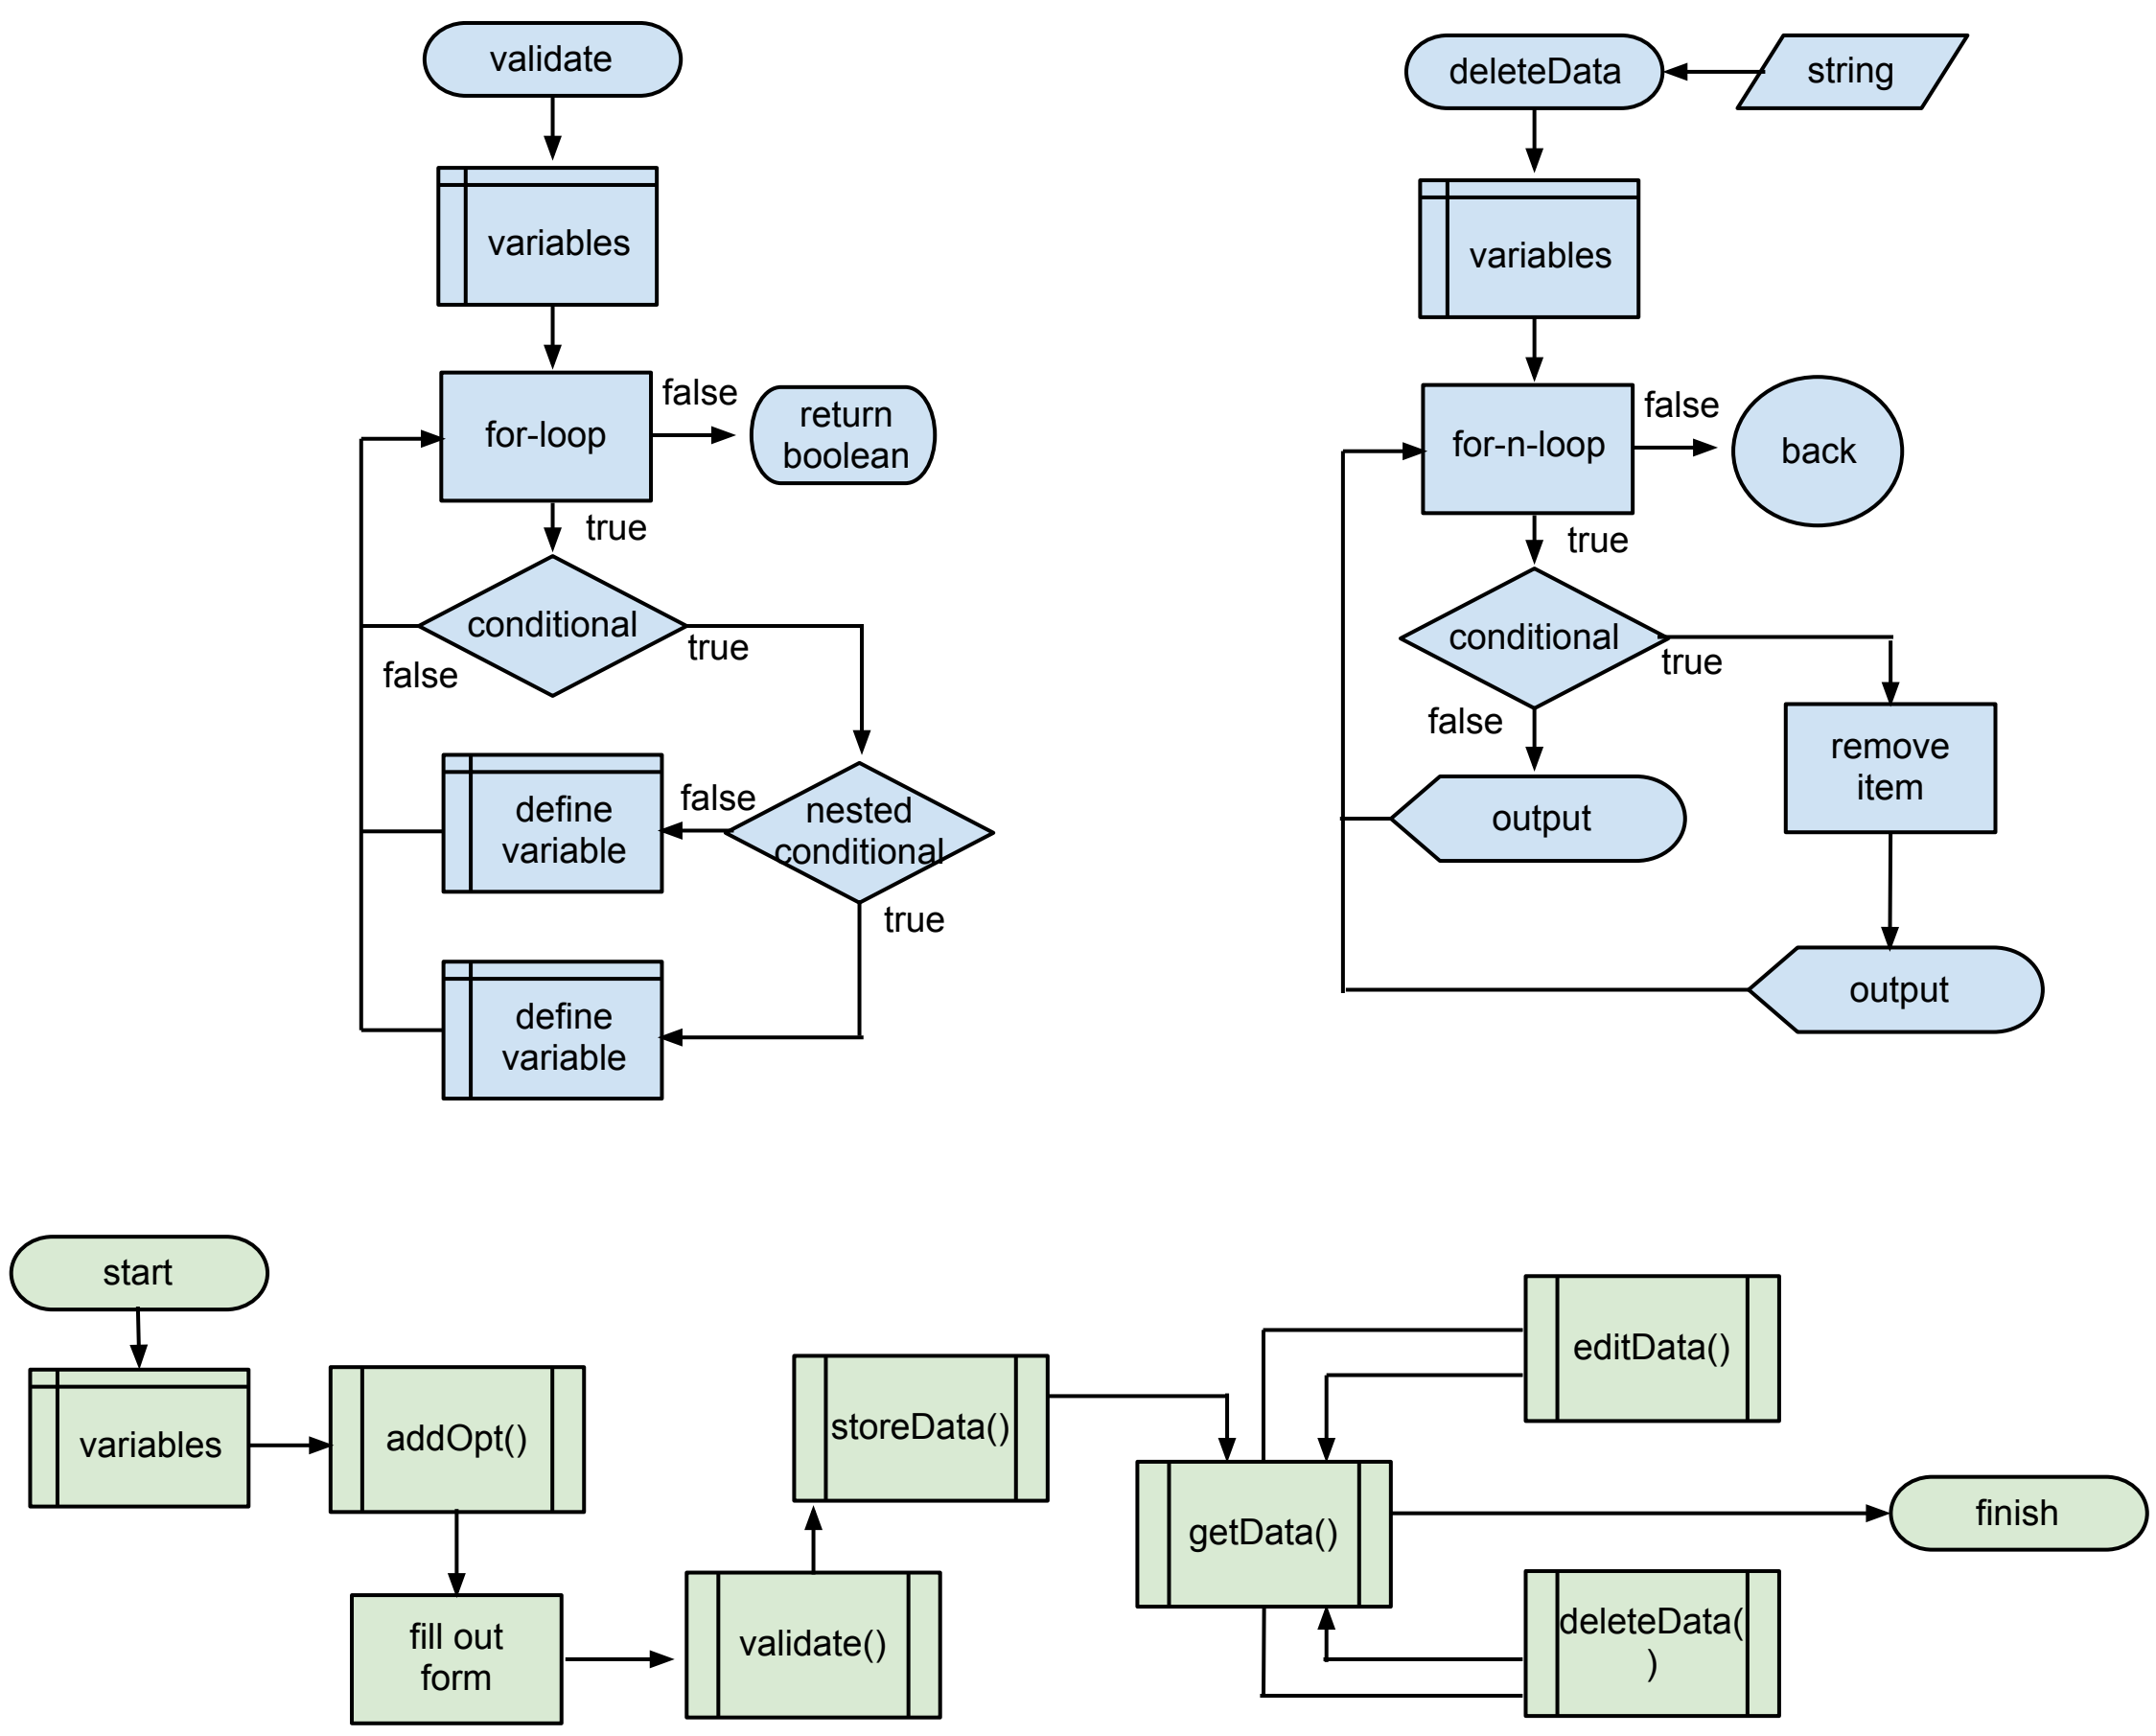 validate
variables
for-loop
false
return
boolean
true
conditional
false
true
define
variable
false
nested
conditional
true
define
variable
deleteData
string
variables
for-n-loop
false
back
true
conditional
true
false
remove
item
output
output
start
variables
addOpt()
fill out
form
validate()
storeData()
getData()
editData()
deleteData(
)
finish